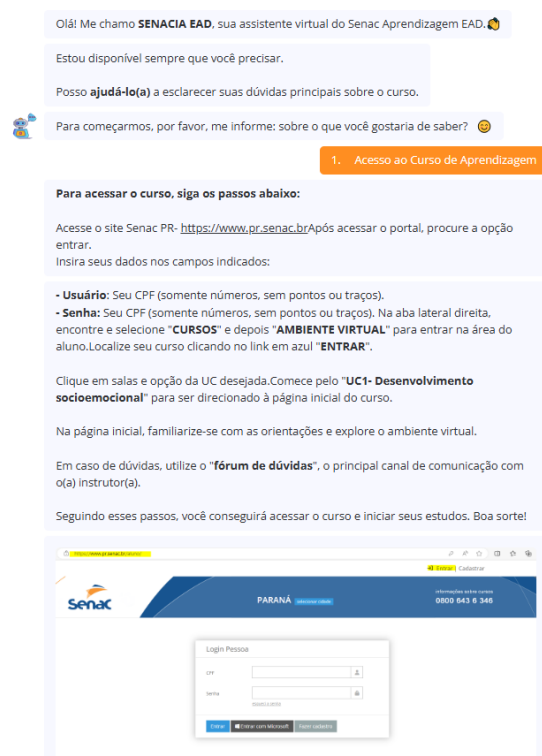 Olá! Me chamo SENACIA EAD, sua assistente virtual do Senac Aprendizagem EAD.
Estou disponível sempre que você precisar.
Posso ajudá-lo(a) a esclarecer suas dúvidas principais sobre o curso.
Para começarmos, por favor, me informe: sobre o que você gostaria de saber?
1. Acesso ao Curso de Aprendizagem
Para acessar o curso, siga os passos abaixo:
Acesse o site Senac PR- https://www.pr.senac.brApós acessar o portal, procure a opção
entrar.
Insira seus dados nos campos indicados:
- Usuário: Seu CPF (somente números, sem pontos ou traços).
- Senha: Seu CPF (somente números, sem pontos ou traços). Na aba lateral direita,
encontre e selecione "CURSOS" e depois "AMBIENTE VIRTUAL" para entrar na área do
aluno.Localize seu curso clicando no link em azul "ENTRAR".
Clique em salas e opção da UC desejada.Comece pelo "UC1- Desenvolvimento
socioemocional" para ser direcionado à página inicial do curso.
Na página inicial, familiarize-se com as orientações e explore o ambiente virtual.
Em caso de dúvidas, utilize o "fórum de dúvidas", o principal canal de comunicação com
o(a) instrutor(a).
Seguindo esses passos, você conseguirá acessar o curso e iniciar seus estudos. Boa sorte!
Entrar | Cadastrar
Senac
PARANÁ
informações sobre cursos
0800 643 6 346
Login Pessoa
CPF
Senha
Entrar
Entrar com Microsoft
Fazer cadastro